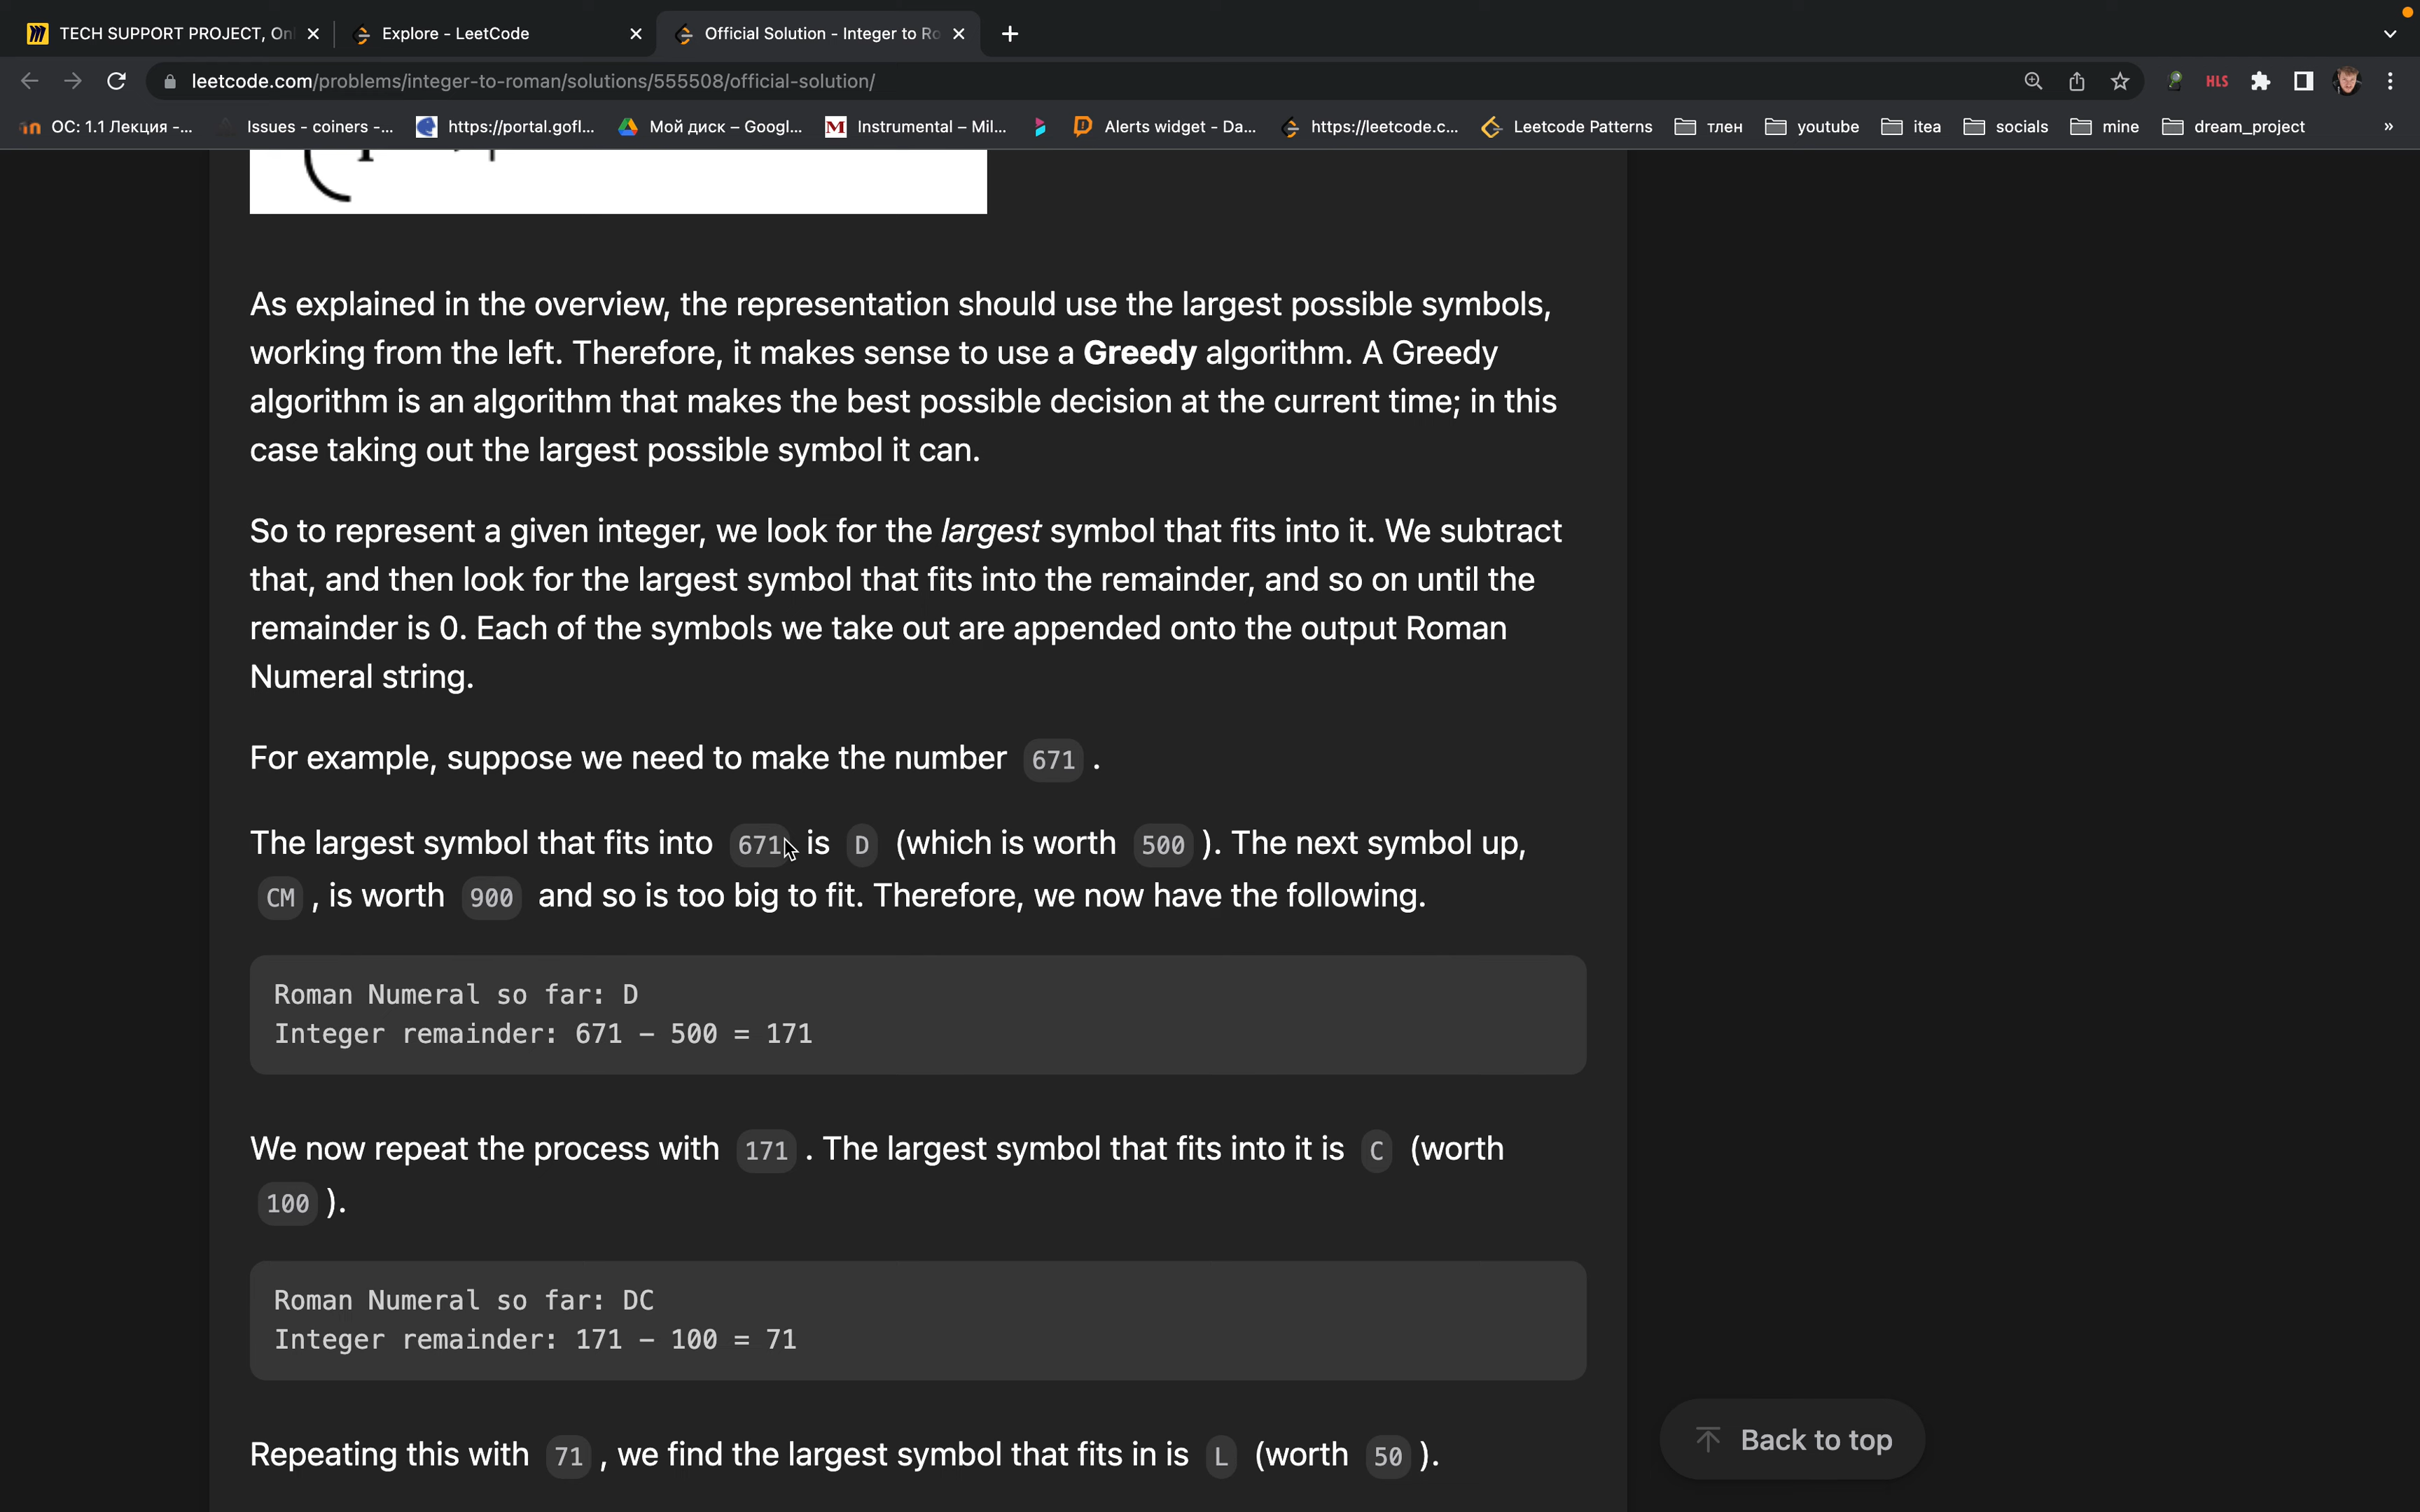 TECH SUPPORT PROJECT, Onl
Explore - LeetCode
Official Solution - Integer to Ro
leetcode.com/problems/integer-to-roman/solutions/555508/official-solution/
HLS
ОС: 1.1 Лекция -...
Issues - coiners -...
https://portal.gofl...
Мой диск – Googl...
Instrumental – Mil...
Alerts widget - Da...
https://leetcode.c...
Leetcode Patterns
тлен
youtube
itea
socials
mine
dream_project
»
As explained in the overview, the representation should use the largest possible symbols,
working from the left. Therefore, it makes sense to use a Greedy algorithm. A Greedy
algorithm is an algorithm that makes the best possible decision at the current time; in this
case taking out the largest possible symbol it can.
So to represent a given integer, we look for the largest symbol that fits into it. We subtract
that, and then look for the largest symbol that fits into the remainder, and so on until the
remainder is 0. Each of the symbols we take out are appended onto the output Roman
Numeral string.
For example, suppose we need to make the number 671 .
The largest symbol that fits into 671 is D (which is worth 500 ). The next symbol up,
CM , is worth 900 and so is too big to fit. Therefore, we now have the following.
Roman Numeral so far: D
Integer remainder: 671 - 500 = 171
We now repeat the process with 171 . The largest symbol that fits into it is C (worth
100 ).
Roman Numeral so far: DC
Integer remainder: 171 - 100 = 71
Repeating this with 71 , we find the largest symbol that fits in is L (worth 50 ).
Back to top